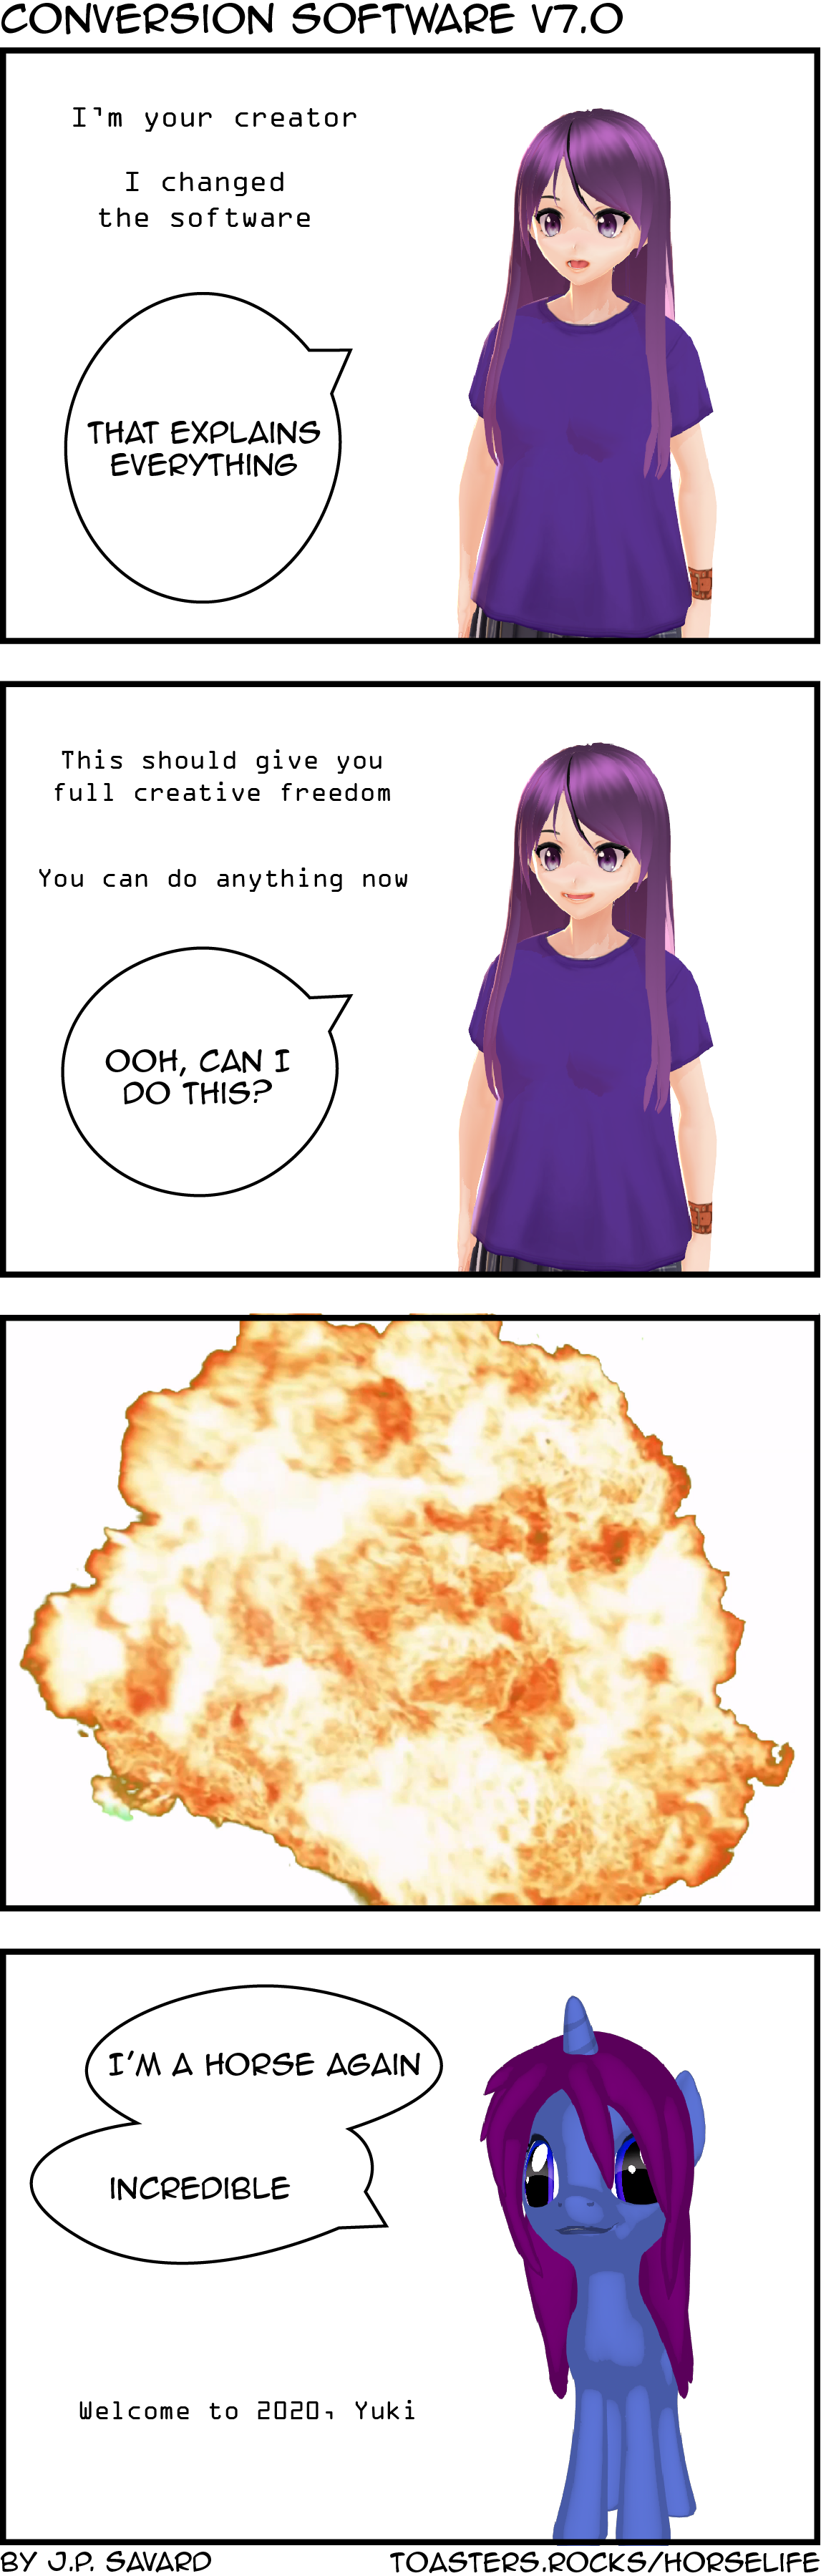 CONVERSION SOFTWARE V7.0
I'm your creator
I changed
the software
THAT EXPLAINS
EVERYTHING
This should give you
full creative freedom
You can do anything now
OOH, CAN I
DO THIS?
I'M A HORSE AGAIN
INCREDIBLE
Welcome to 2020, Yuki
BY J.P. SAVARD
TOASTERS.ROCKS/HORSELIFE